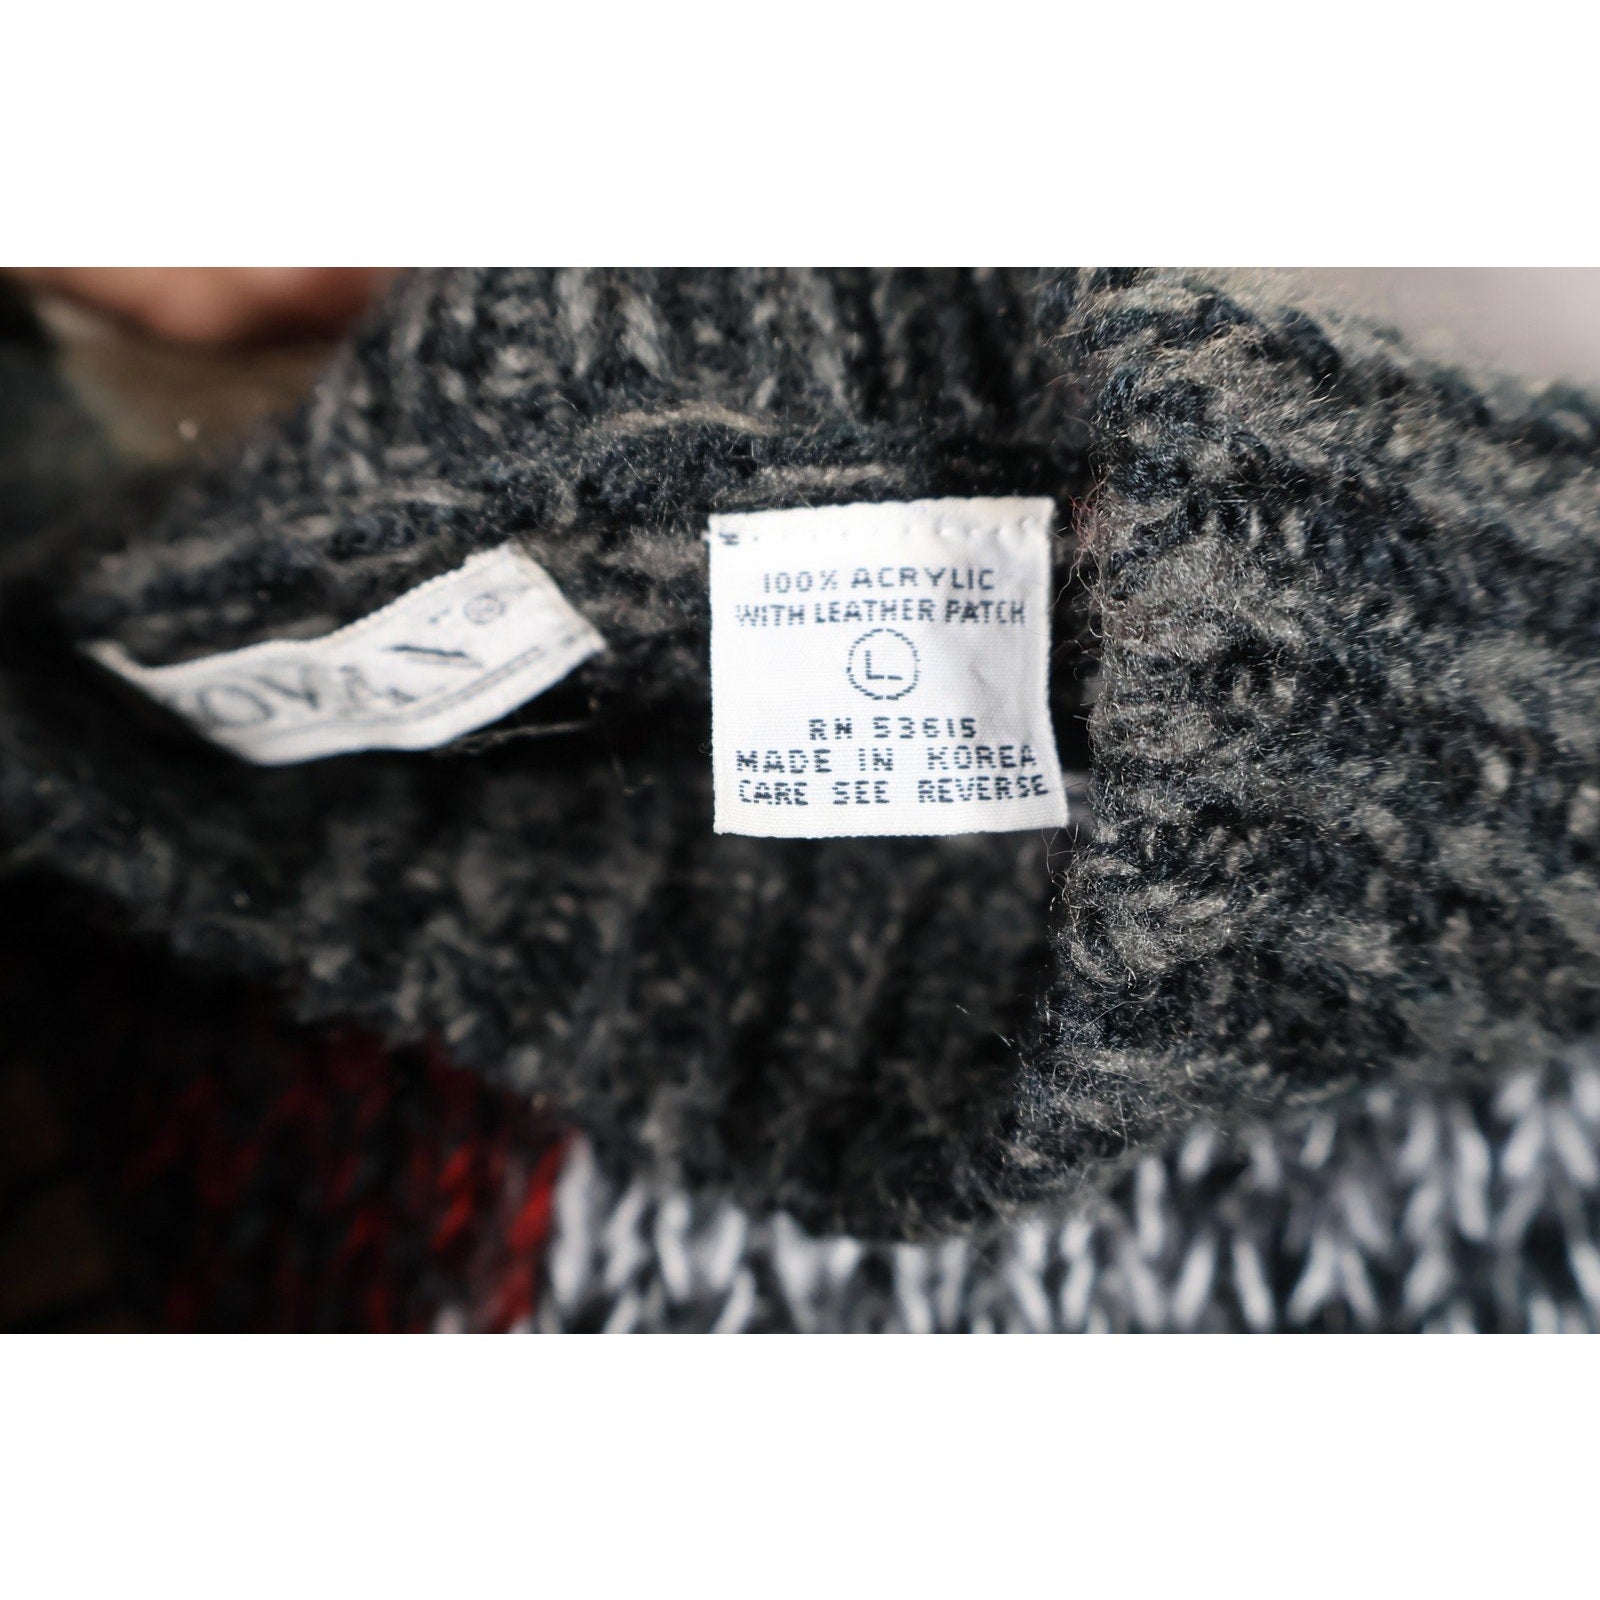 100% ACRYLIC
WITH LEATHER PATCH
L
RN 53615
MADE IN KOREA
CARE SEE REVERSE